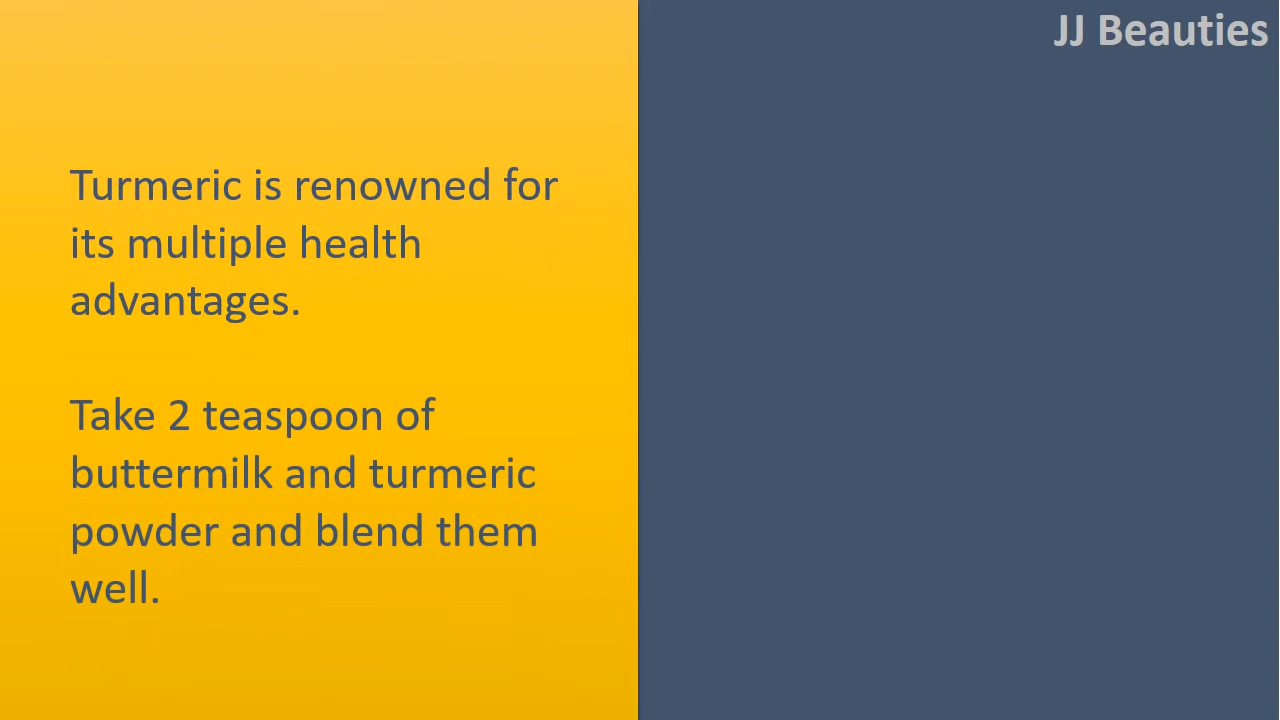 JJ Beauties
Turmeric is renowned for
its multiple health
advantages.
Take 2 teaspoon of
buttermilk and turmeric
powder and blend them
well.